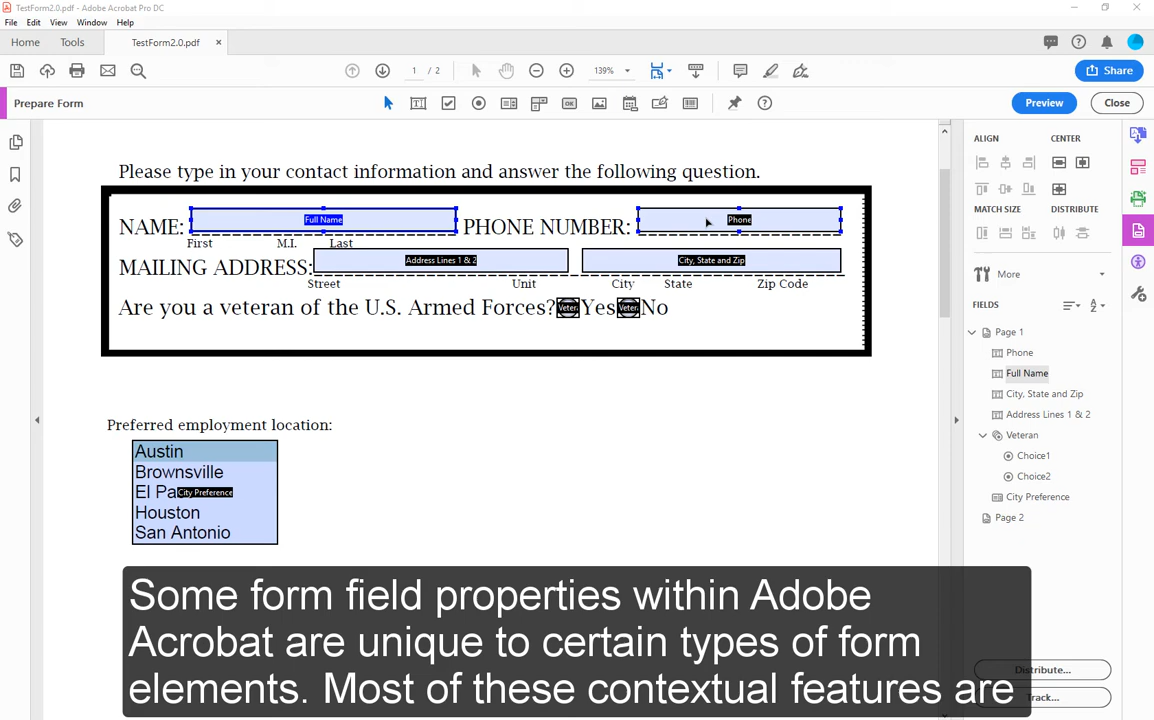 TestForm2.0.pdf - Adobe Acrobat Pro DC
File Edit View Window Help
Home Tools TestForm2.0.pdf ×
1 / 2 139% Share
Prepare Form Preview Close
Please type in your contact information and answer the following question.
NAME: Full Name PHONE NUMBER: Phone
First M.I. Last
MAILING ADDRESS: Address Lines 1 & 2 City, State and Zip
Street Unit City State Zip Code
Are you a veteran of the U.S. Armed Forces? Veter Yes Veter No
Preferred employment location:
Austin
Brownsville
El Pa City Preference
Houston
San Antonio
ALIGN CENTER
MATCH SIZE DISTRIBUTE
More
FIELDS
Page 1
Phone
Full Name
City, State and Zip
Address Lines 1 & 2
Veteran
Choice1
Choice2
City Preference
Page 2
Distribute...
Track...
Some form field properties within Adobe
Acrobat are unique to certain types of form
elements. Most of these contextual features are